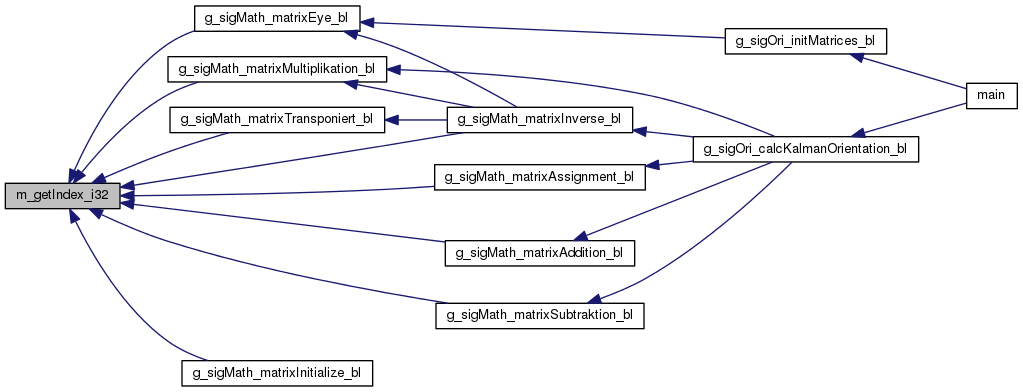 g_sigMath_matrixEye_bl
g_sigOri_initMatrices_bl
g_sigMath_matrixMultiplikation_bl
main
g_sigMath_matrixTransponiert_bl
g_sigMath_matrixInverse_bl
g_sigOri_calcKalmanOrientation_bl
g_sigMath_matrixAssignment_bl
m_getIndex_i32
g_sigMath_matrixAddition_bl
g_sigMath_matrixSubtraktion_bl
g_sigMath_matrixInitialize_bl